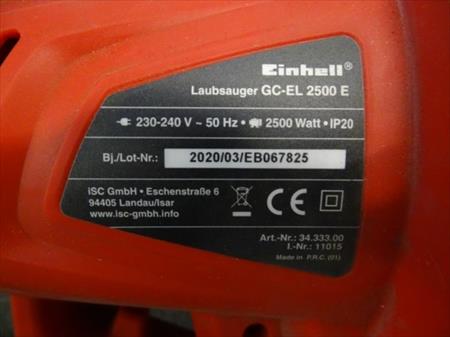 Einhell®
Laubsauger GC-EL 2500 E
230-240 V ~ 50 Hz • 2500 Watt • IP20
Bj./Lot-Nr.: 2020/03/EB067825
iSC GmbH • Eschenstraße 6
94405 Landau/Isar
www.isc-gmbh.info
CE
Art.-Nr.: 34.333.00
I.-Nr.: 11015
Made in P.R.C. (01)